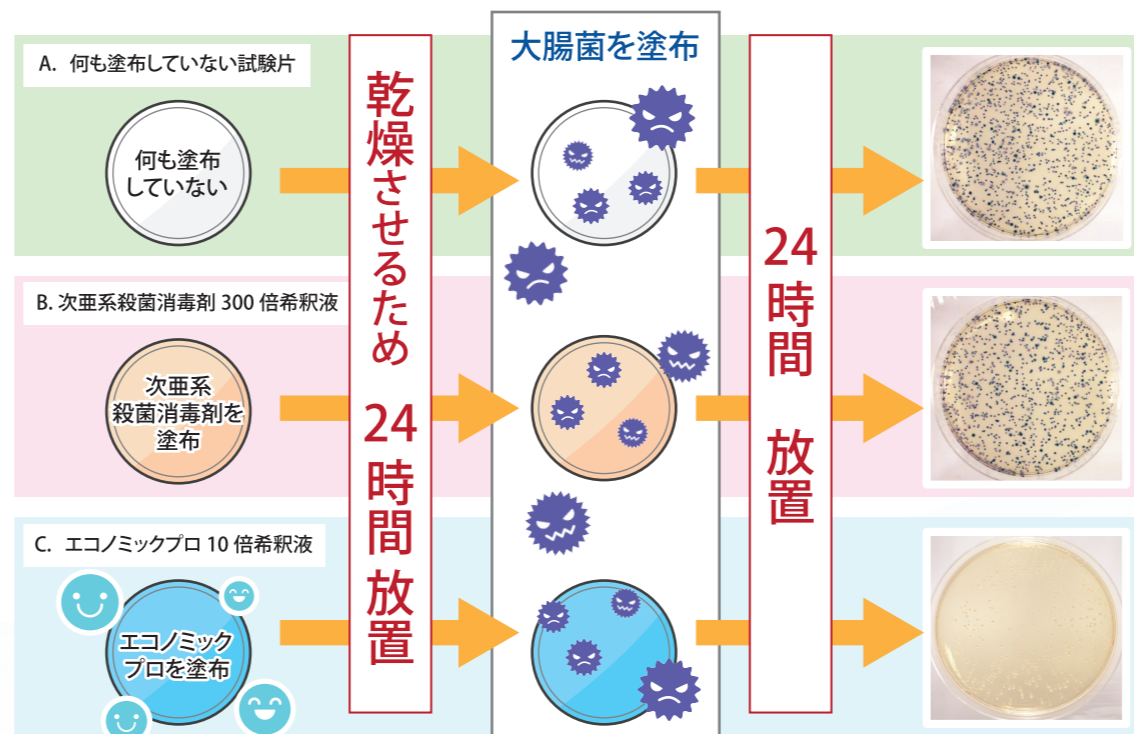 A. 何も塗布していない試験片
何も塗布
していない
乾燥させるため 24時間 放置
大腸菌を塗布
24時間 放置
B. 次亜系殺菌消毒剤 300 倍希釈液
次亜系
殺菌消毒剤を
塗布
C. エコノミックプロ 10 倍希釈液
エコノミック
プロを塗布